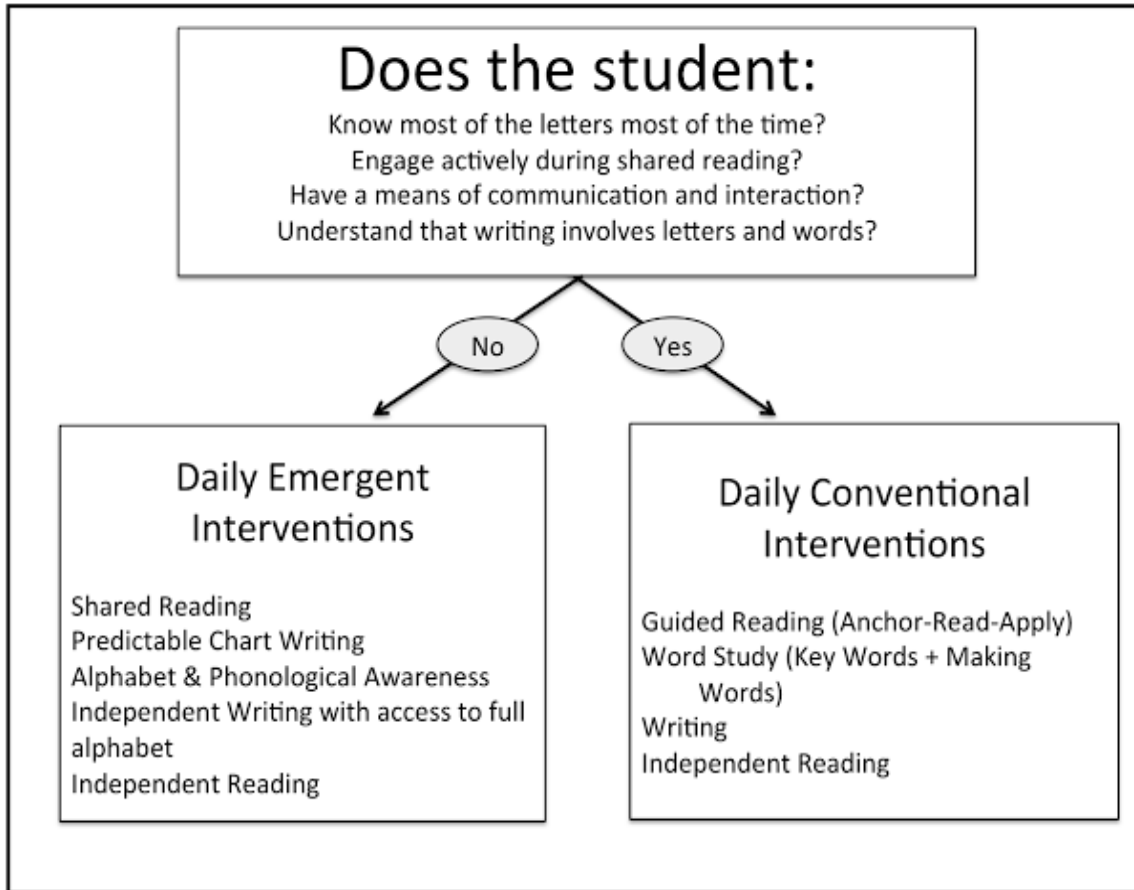 Does the student:
Know most of the letters most of the time?
Engage actively during shared reading?
Have a means of communication and interaction?
Understand that writing involves letters and words?
No
Yes
Daily Emergent
Interventions
Shared Reading
Predictable Chart Writing
Alphabet & Phonological Awareness
Independent Writing with access to full
alphabet
Independent Reading
Daily Conventional
Interventions
Guided Reading (Anchor-Read-Apply)
Word Study (Key Words + Making
Words)
Writing
Independent Reading